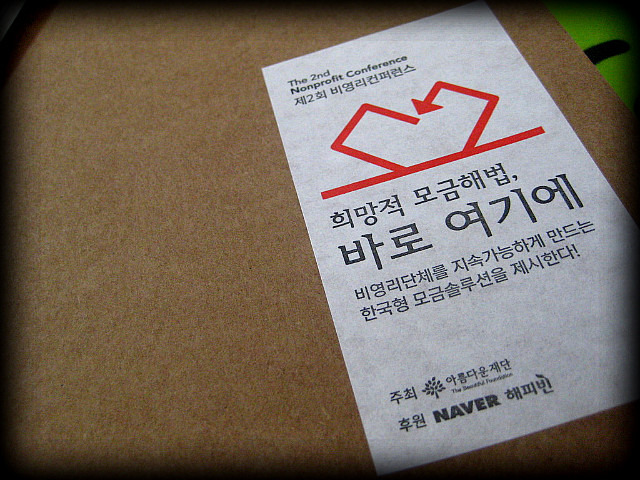 The 2nd
Nonprofit Conference
제2회 비영리컨퍼런스
희망적 모금해법,
바로 여기에
비영리단체를 지속가능하게 만드는
한국형 모금솔루션을 제시한다!
주최 아름다운재단
The Beautiful Foundation
후원 NAVER 해피빈